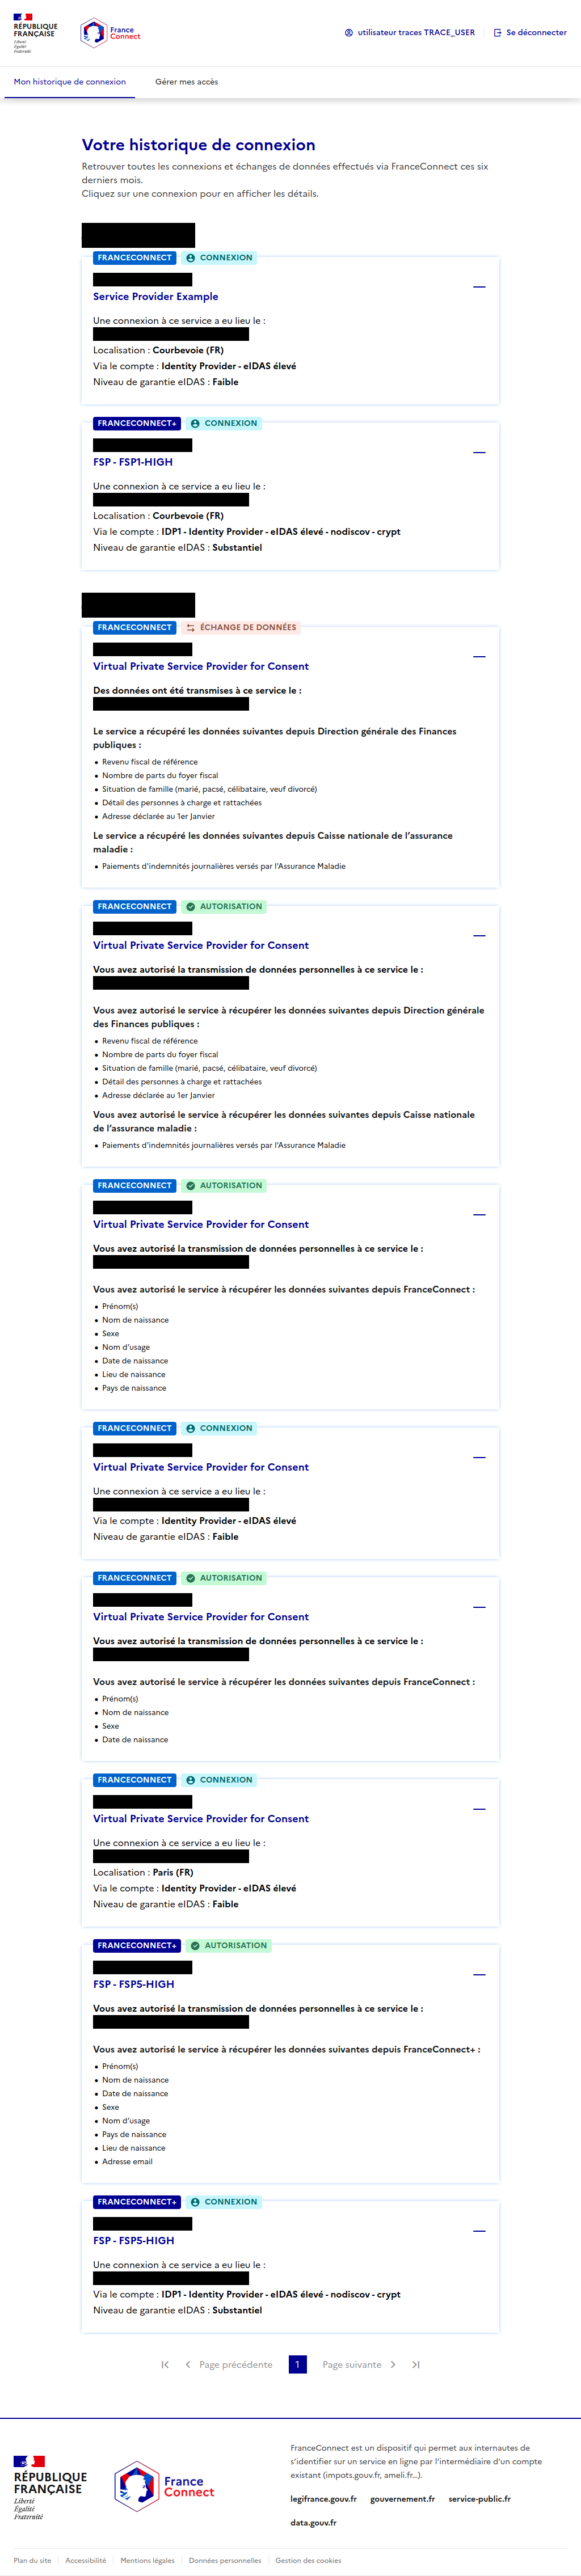 RÉPUBLIQUE
FRANÇAISE
Liberté
Égalité
Fraternité
France
Connect
utilisateur traces TRACE_USER
Se déconnecter
Mon historique de connexion
Gérer mes accès
Votre historique de connexion
Retrouver toutes les connexions et échanges de données effectués via FranceConnect ces six
derniers mois.
Cliquez sur une connexion pour en afficher les détails.
FRANCECONNECT CONNEXION
Service Provider Example
Une connexion à ce service a eu lieu le :
Localisation : Courbevoie (FR)
Via le compte : Identity Provider - eIDAS élevé
Niveau de garantie eIDAS : Faible
FRANCECONNECT+ CONNEXION
FSP - FSP1-HIGH
Une connexion à ce service a eu lieu le :
Localisation : Courbevoie (FR)
Via le compte : IDP1 - Identity Provider - eIDAS élevé - nodiscov - crypt
Niveau de garantie eIDAS : Substantiel
FRANCECONNECT ÉCHANGE DE DONNÉES
Virtual Private Service Provider for Consent
Des données ont été transmises à ce service le :
Le service a récupéré les données suivantes depuis Direction générale des Finances
publiques :
Revenu fiscal de référence
Nombre de parts du foyer fiscal
Situation de famille (marié, pacsé, célibataire, veuf divorcé)
Détail des personnes à charge et rattachées
Adresse déclarée au 1er Janvier
Le service a récupéré les données suivantes depuis Caisse nationale de l'assurance
maladie :
Paiements d'indemnités journalières versés par l'Assurance Maladie
FRANCECONNECT AUTORISATION
Virtual Private Service Provider for Consent
Vous avez autorisé la transmission de données personnelles à ce service le :
Vous avez autorisé le service à récupérer les données suivantes depuis Direction générale
des Finances publiques :
Revenu fiscal de référence
Nombre de parts du foyer fiscal
Situation de famille (marié, pacsé, célibataire, veuf divorcé)
Détail des personnes à charge et rattachées
Adresse déclarée au 1er Janvier
Vous avez autorisé le service à récupérer les données suivantes depuis Caisse nationale
de l'assurance maladie :
Paiements d'indemnités journalières versés par l'Assurance Maladie
FRANCECONNECT AUTORISATION
Virtual Private Service Provider for Consent
Vous avez autorisé la transmission de données personnelles à ce service le :
Vous avez autorisé le service à récupérer les données suivantes depuis FranceConnect :
Prénom(s)
Nom de naissance
Sexe
Nom d'usage
Date de naissance
Lieu de naissance
Pays de naissance
FRANCECONNECT CONNEXION
Virtual Private Service Provider for Consent
Une connexion à ce service a eu lieu le :
Via le compte : Identity Provider - eIDAS élevé
Niveau de garantie eIDAS : Faible
FRANCECONNECT AUTORISATION
Virtual Private Service Provider for Consent
Vous avez autorisé la transmission de données personnelles à ce service le :
Vous avez autorisé le service à récupérer les données suivantes depuis FranceConnect :
Prénom(s)
Nom de naissance
Sexe
Date de naissance
FRANCECONNECT CONNEXION
Virtual Private Service Provider for Consent
Une connexion à ce service a eu lieu le :
Localisation : Paris (FR)
Via le compte : Identity Provider - eIDAS élevé
Niveau de garantie eIDAS : Faible
FRANCECONNECT+ AUTORISATION
FSP - FSP5-HIGH
Vous avez autorisé la transmission de données personnelles à ce service le :
Vous avez autorisé le service à récupérer les données suivantes depuis FranceConnect+ :
Prénom(s)
Nom de naissance
Date de naissance
Sexe
Nom d'usage
Pays de naissance
Lieu de naissance
Adresse email
FRANCECONNECT+ CONNEXION
FSP - FSP5-HIGH
Une connexion à ce service a eu lieu le :
Via le compte : IDP1 - Identity Provider - eIDAS élevé - nodiscov - crypt
Niveau de garantie eIDAS : Substantiel
Page précédente 1 Page suivante
RÉPUBLIQUE
FRANÇAISE
Liberté
Égalité
Fraternité
France
Connect
FranceConnect est un dispositif qui permet aux internautes de
s'identifier sur un service en ligne par l'intermédiaire d'un compte
existant (impots.gouv.fr, ameli.fr…).
legifrance.gouv.fr gouvernement.fr service-public.fr
data.gouv.fr
Plan du site Accessibilité Mentions légales Données personnelles Gestion des cookies